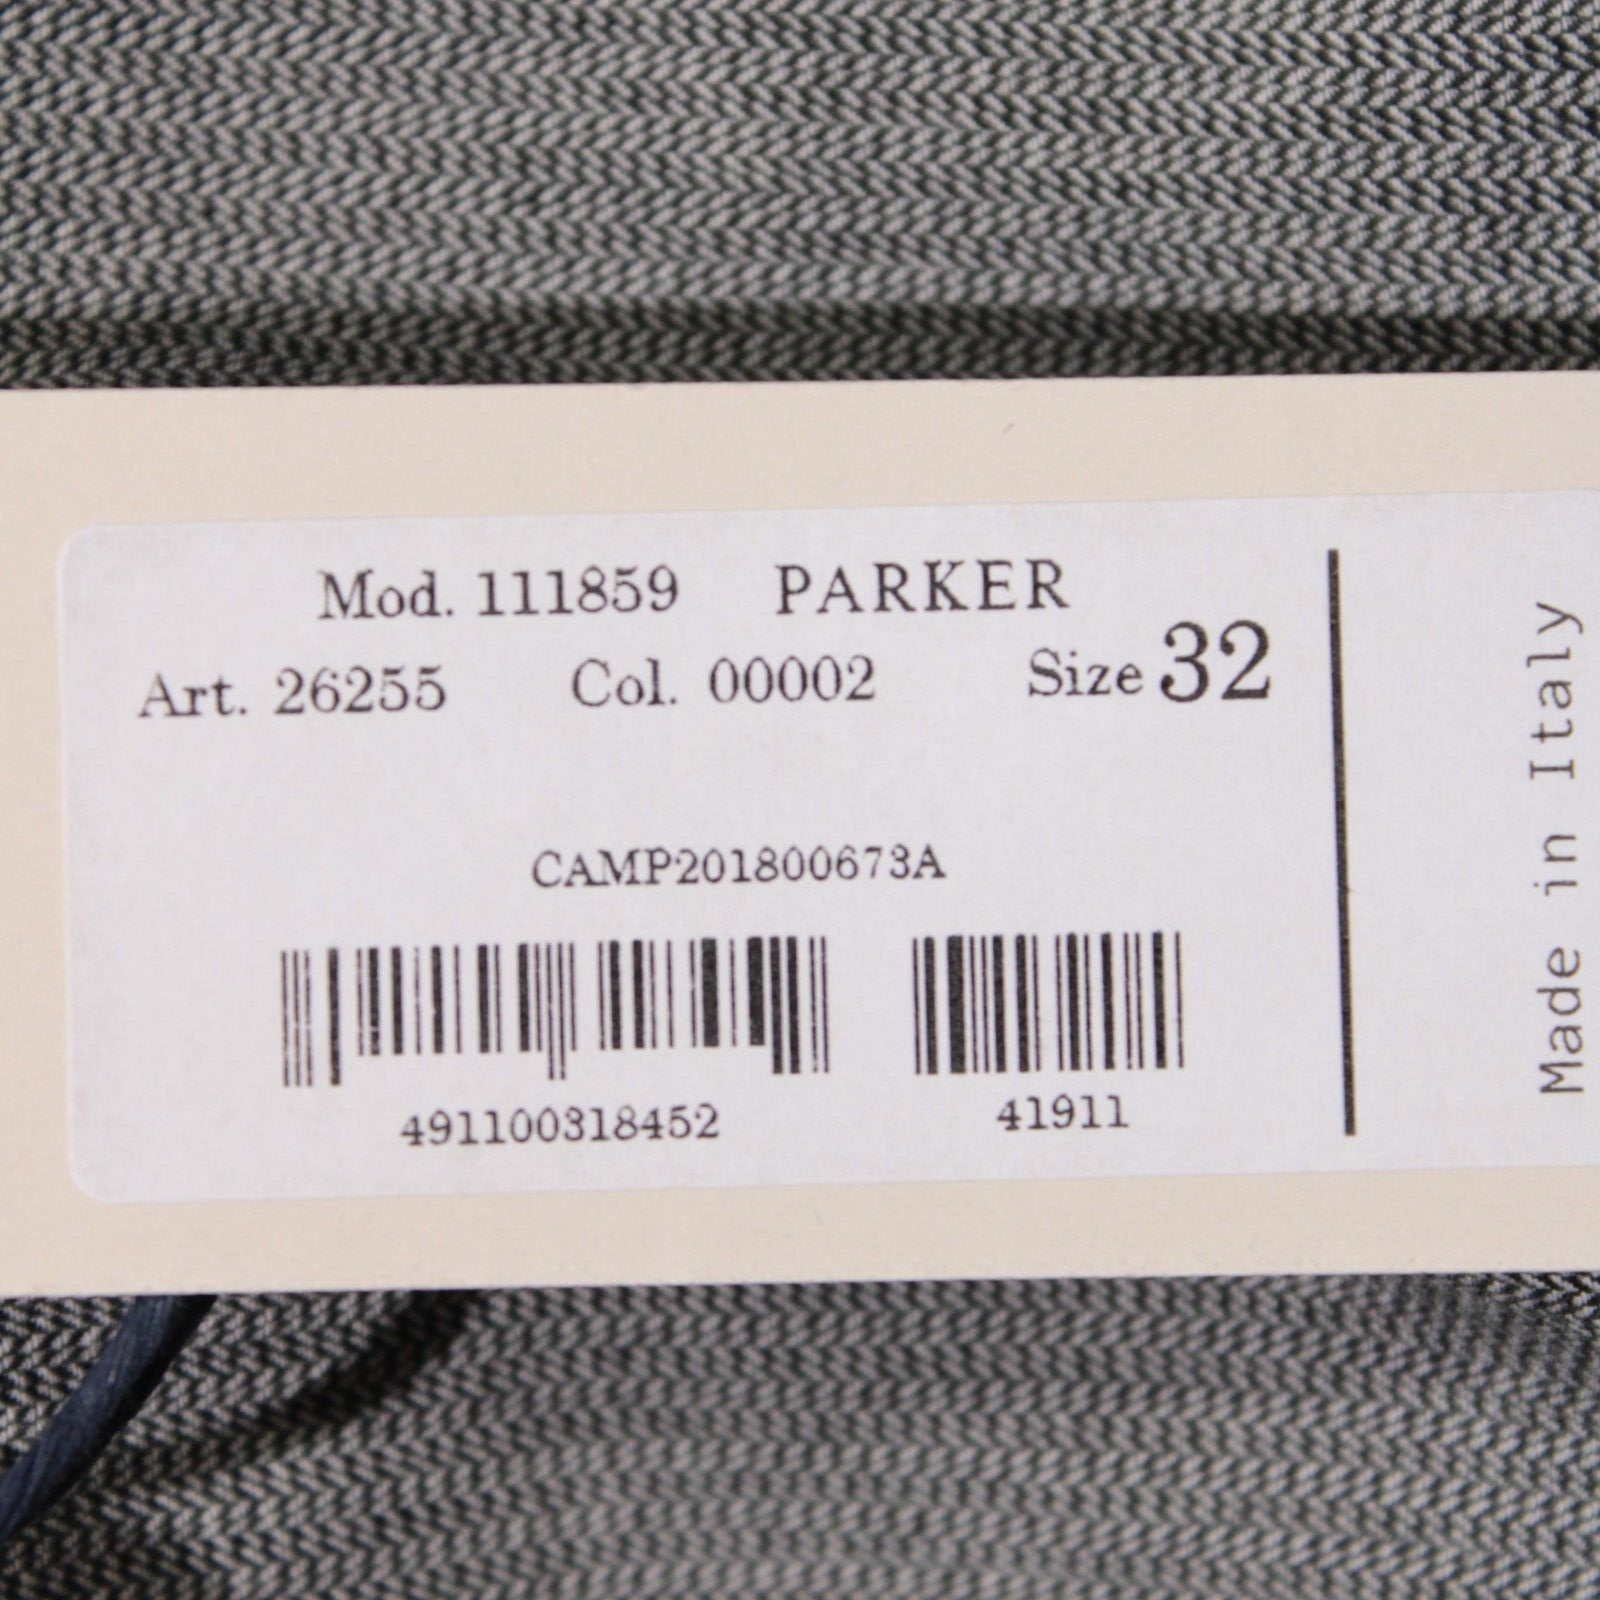 Mod. 111859 PARKER
Art. 26255 Col. 00002 Size 32
CAMP201800673A
491100318452 41911
Made in Italy